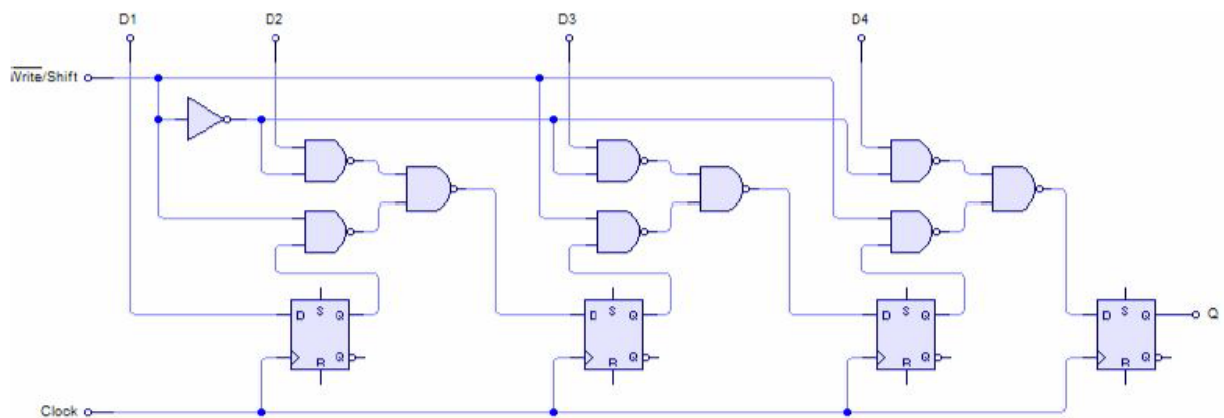 D1 D2 D3 D4
Write/Shift
D S Q D S Q D S Q D S Q
R Q R Q R Q R Q
Q
Clock